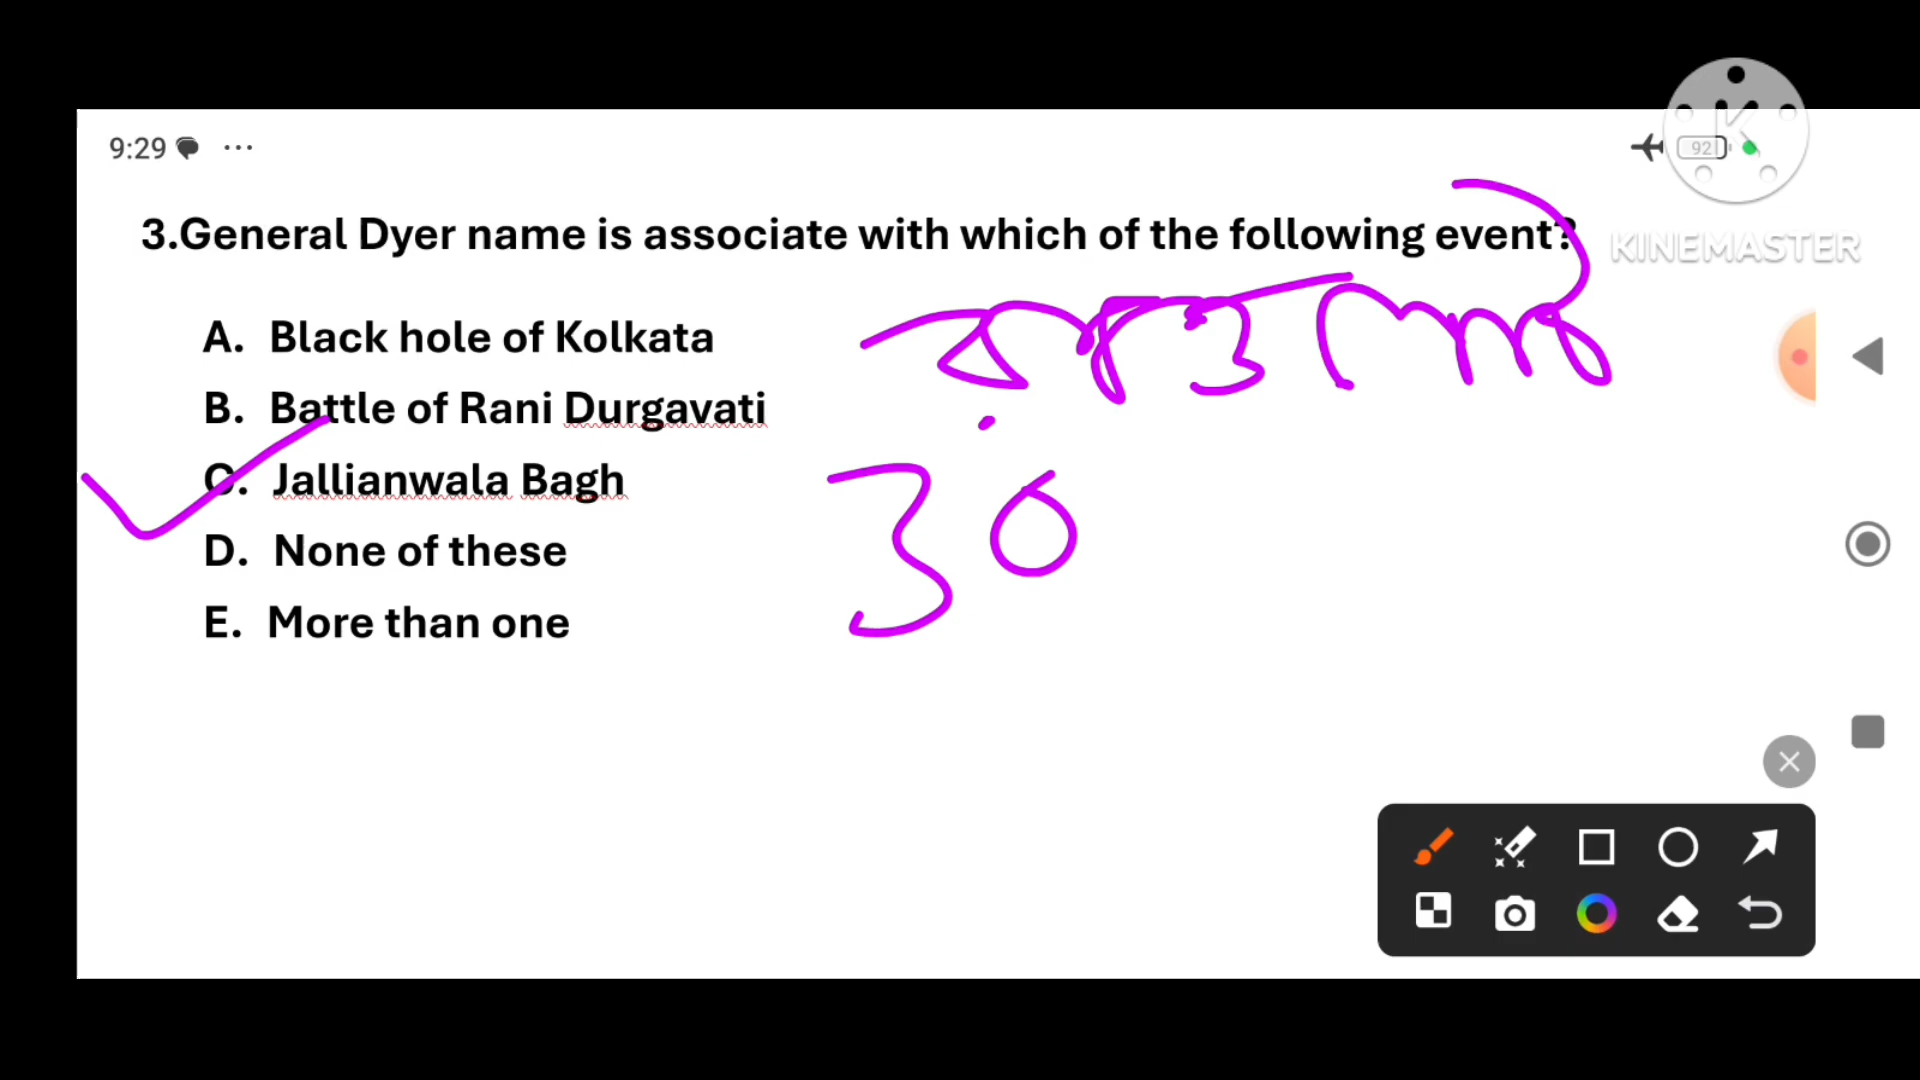 KINEMASTER
9:29 ...
92
3.General Dyer name is associate with which of the following event?
A. Black hole of Kolkata
B. Battle of Rani Durgavati
C. Jallianwala Bagh
D. None of these
E. More than one
30